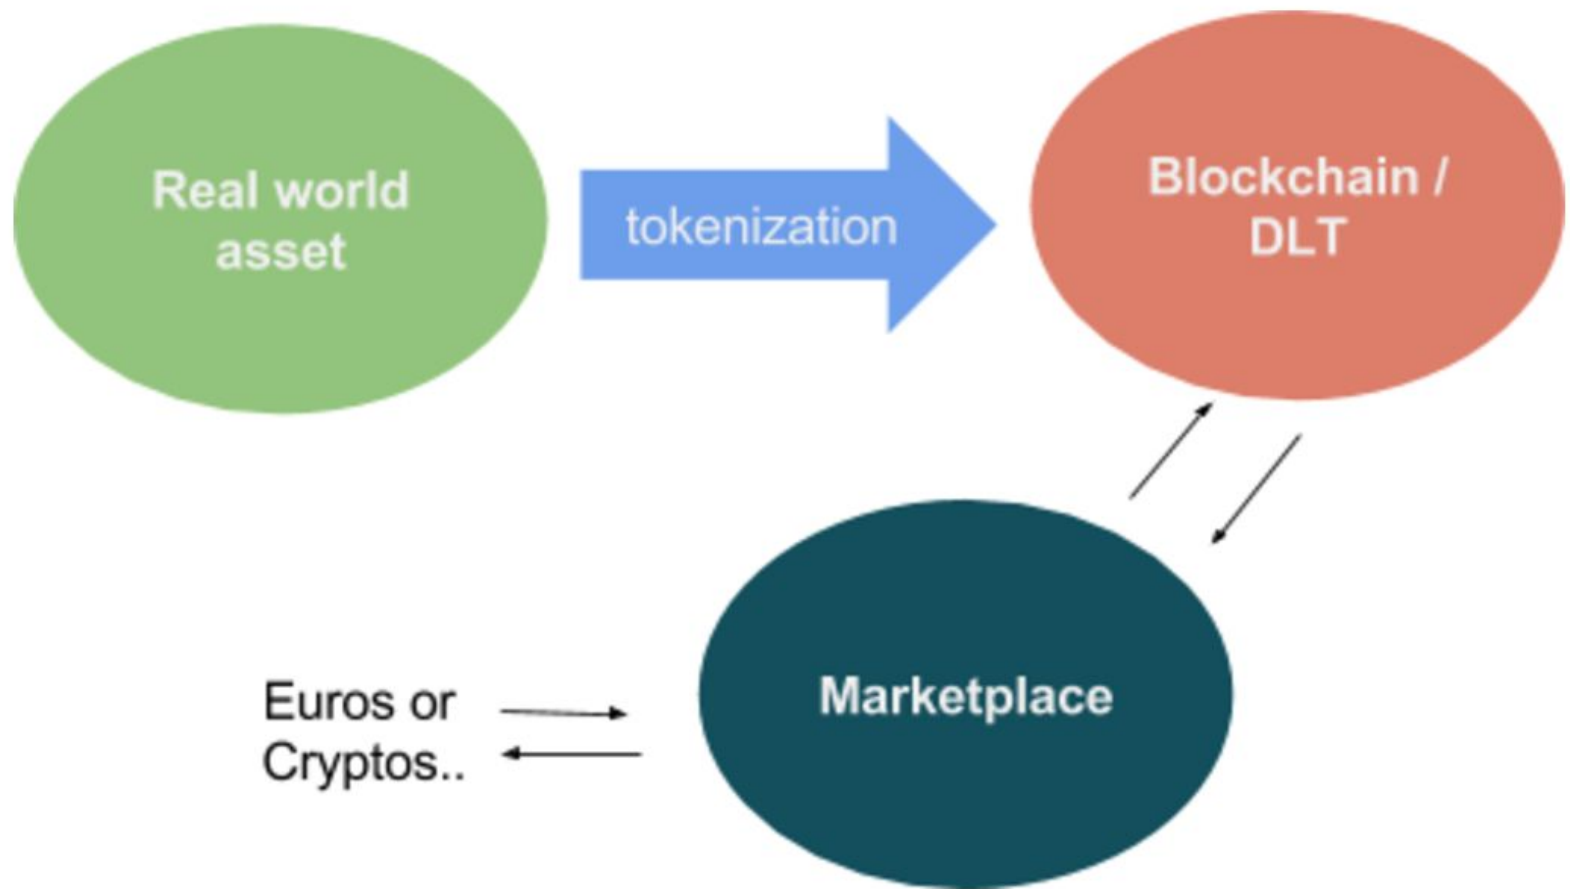 Real world
asset
tokenization
Blockchain /
DLT
Marketplace
Euros or
Cryptos..